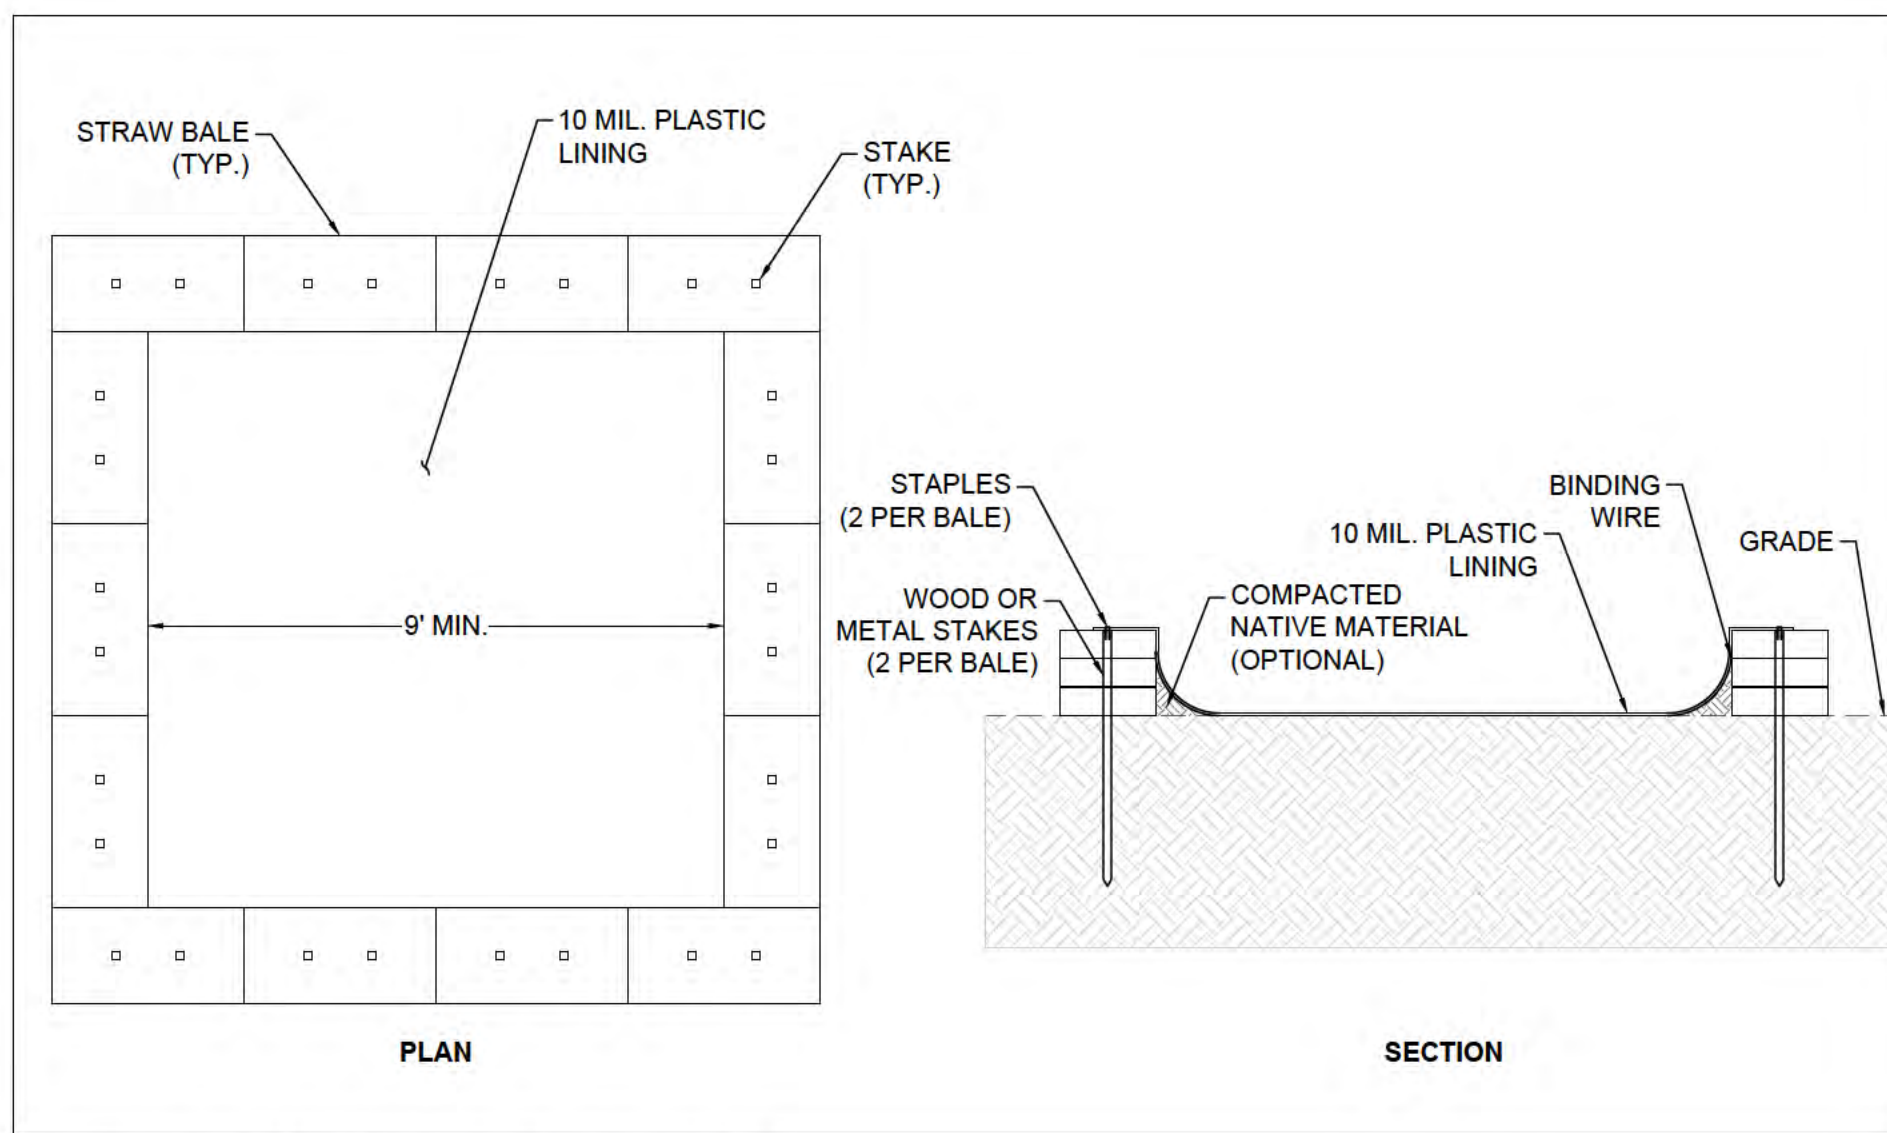 STRAW BALE
(TYP.)
10 MIL. PLASTIC
LINING
STAKE
(TYP.)
9' MIN.
PLAN
STAPLES
(2 PER BALE)
WOOD OR
METAL STAKES
(2 PER BALE)
COMPACTED
NATIVE MATERIAL
(OPTIONAL)
10 MIL. PLASTIC
LINING
BINDING
WIRE
GRADE
SECTION